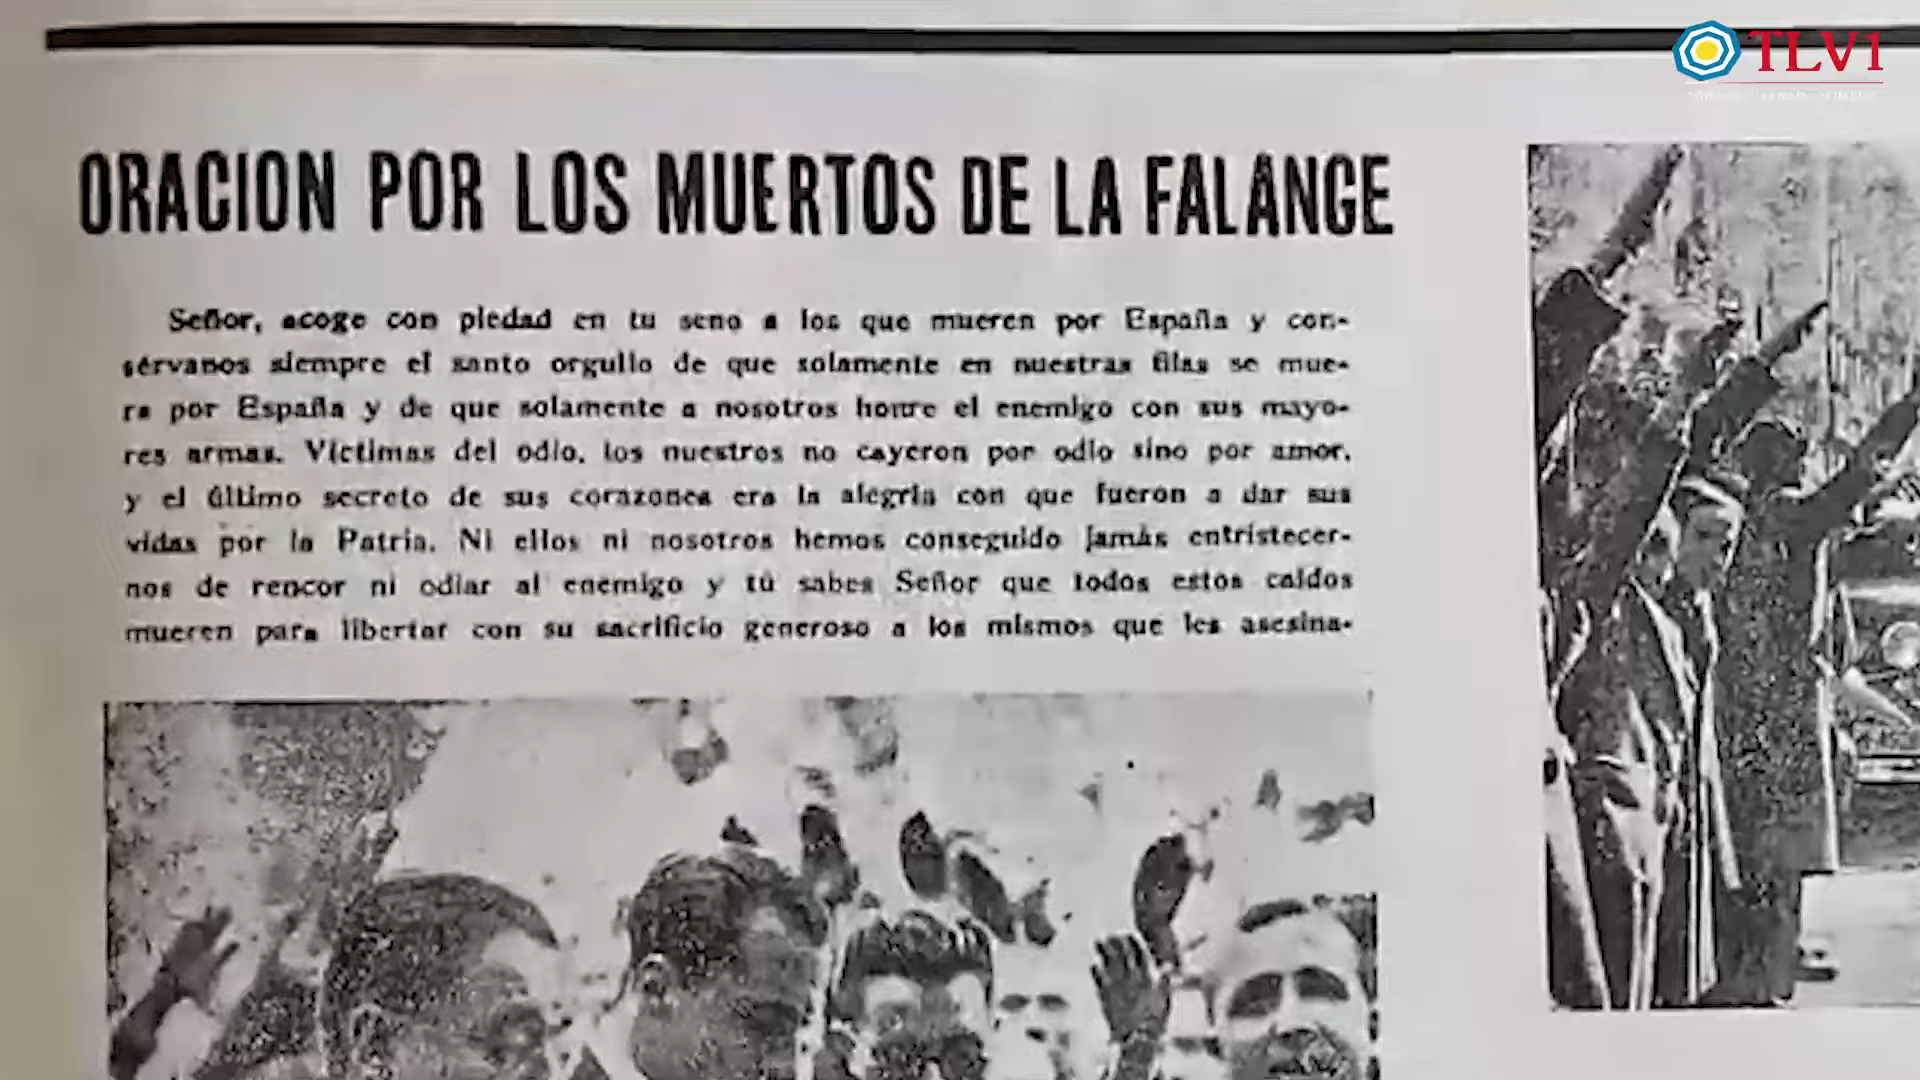 TLV1
ORACION POR LOS MUERTOS DE LA FALANGE
Señor, acoge con piedad en tu seno a los que mueren por España y con-
sérvanos siempre el santo orgullo de que solamente en nuestras filas se mue-
ra por España y de que solamente a nosotros honre el enemigo con sus mayo-
res armas. Víctimas del odio, los nuestros no cayeron por odio sino por amor,
y el último secreto de sus corazones era la alegría con que fueron a dar sus
vidas por la Patria. Ni ellos ni nosotros hemos conseguido jamás entristecer-
nos de rencor ni odiar al enemigo y tú sabes Señor que todos estos caídos
mueren para libertar con su sacrificio generoso a los mismos que les asesina-